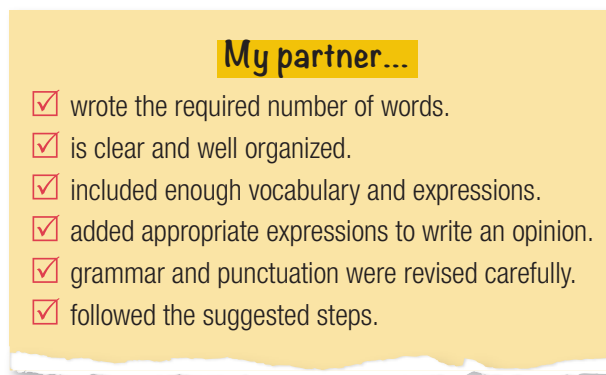 My partner...
wrote the required number of words.
is clear and well organized.
included enough vocabulary and expressions.
added appropriate expressions to write an opinion.
grammar and punctuation were revised carefully.
followed the suggested steps.